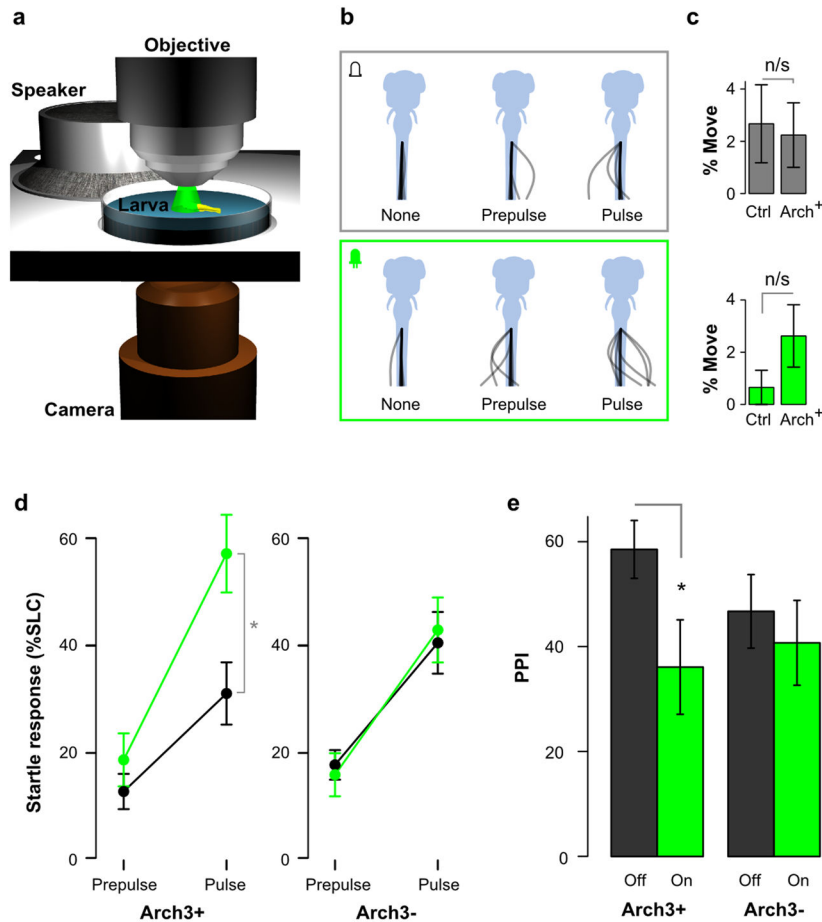 a
Objective
Speaker
Larva
Camera
b
None Prepulse Pulse
None Prepulse Pulse
c
n/s
% Move
4
2
0
Ctrl Arch+
n/s
% Move
4
2
0
Ctrl Arch+
d
Startle response (%SLC)
60
40
20
0
*
Prepulse Pulse
Arch3+
60
40
20
0
Prepulse Pulse
Arch3-
e
PPI
60
40
20
0
*
Off On Off On
Arch3+ Arch3-